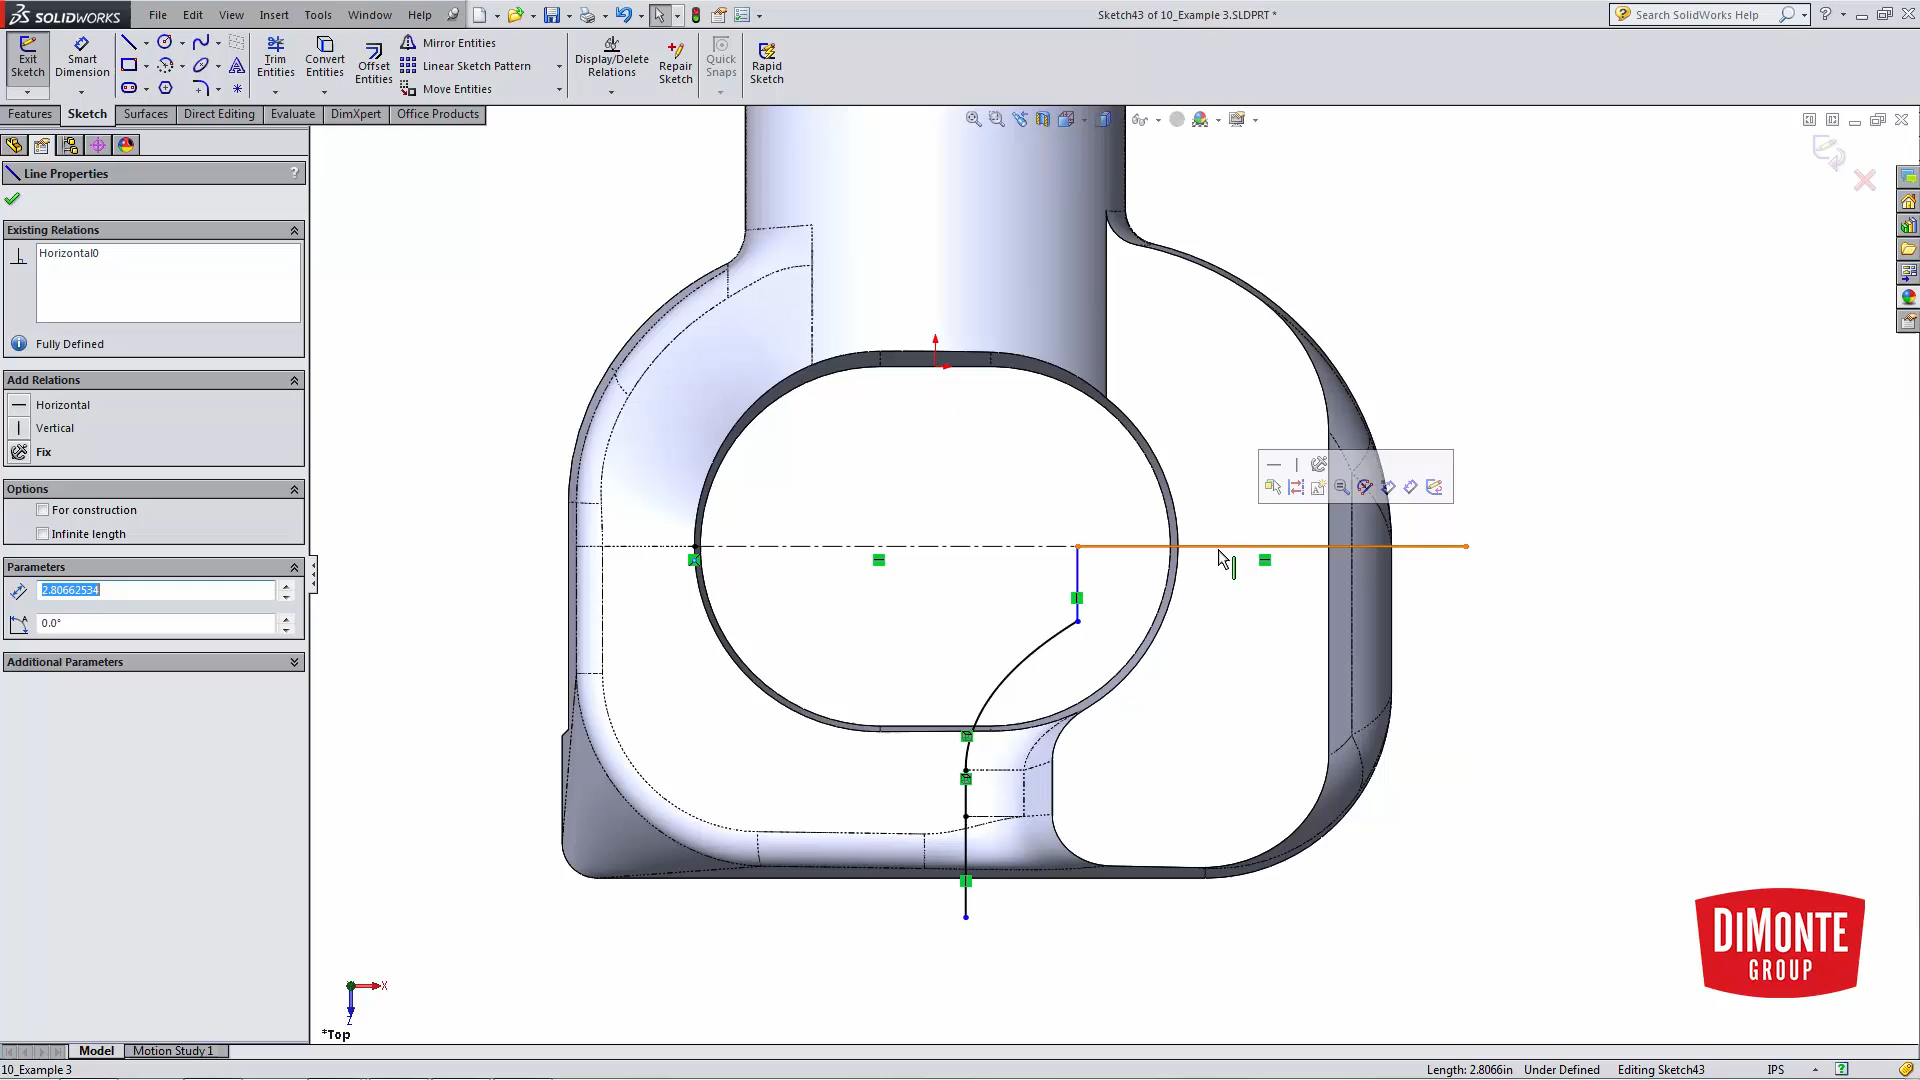 SOLIDWORKS
File Edit View Insert Tools Window Help
Sketch43 of 10_Example 3.SLDPRT *
Search SolidWorks Help
Exit Sketch
Smart Dimension
Trim Entities
Convert Entities
Offset Entities
Mirror Entities
Linear Sketch Pattern
Move Entities
Display/Delete Relations
Repair Sketch
Quick Snaps
Rapid Sketch
Features Sketch Surfaces Direct Editing Evaluate DimXpert Office Products
Line Properties ?
Existing Relations
Horizontal0
Fully Defined
Add Relations
Horizontal
Vertical
Fix
Options
For construction
Infinite length
Parameters
2.80662534
0.0°
Additional Parameters
X
Z
*Top
DIMONTE
GROUP
Model Motion Study 1
10_Example 3
Length: 2.8066in Under Defined Editing Sketch43 IPS